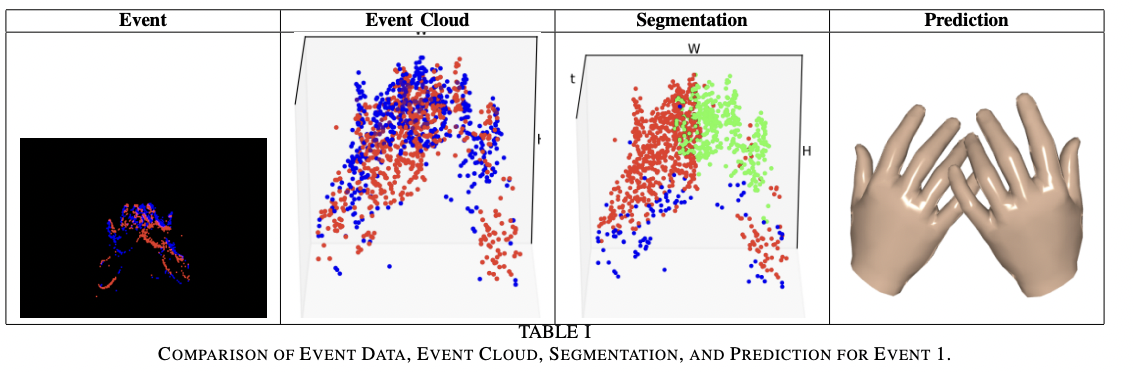 Event Event Cloud Segmentation Prediction
W
t
H
TABLE I
COMPARISON OF EVENT DATA, EVENT CLOUD, SEGMENTATION, AND PREDICTION FOR EVENT 1.